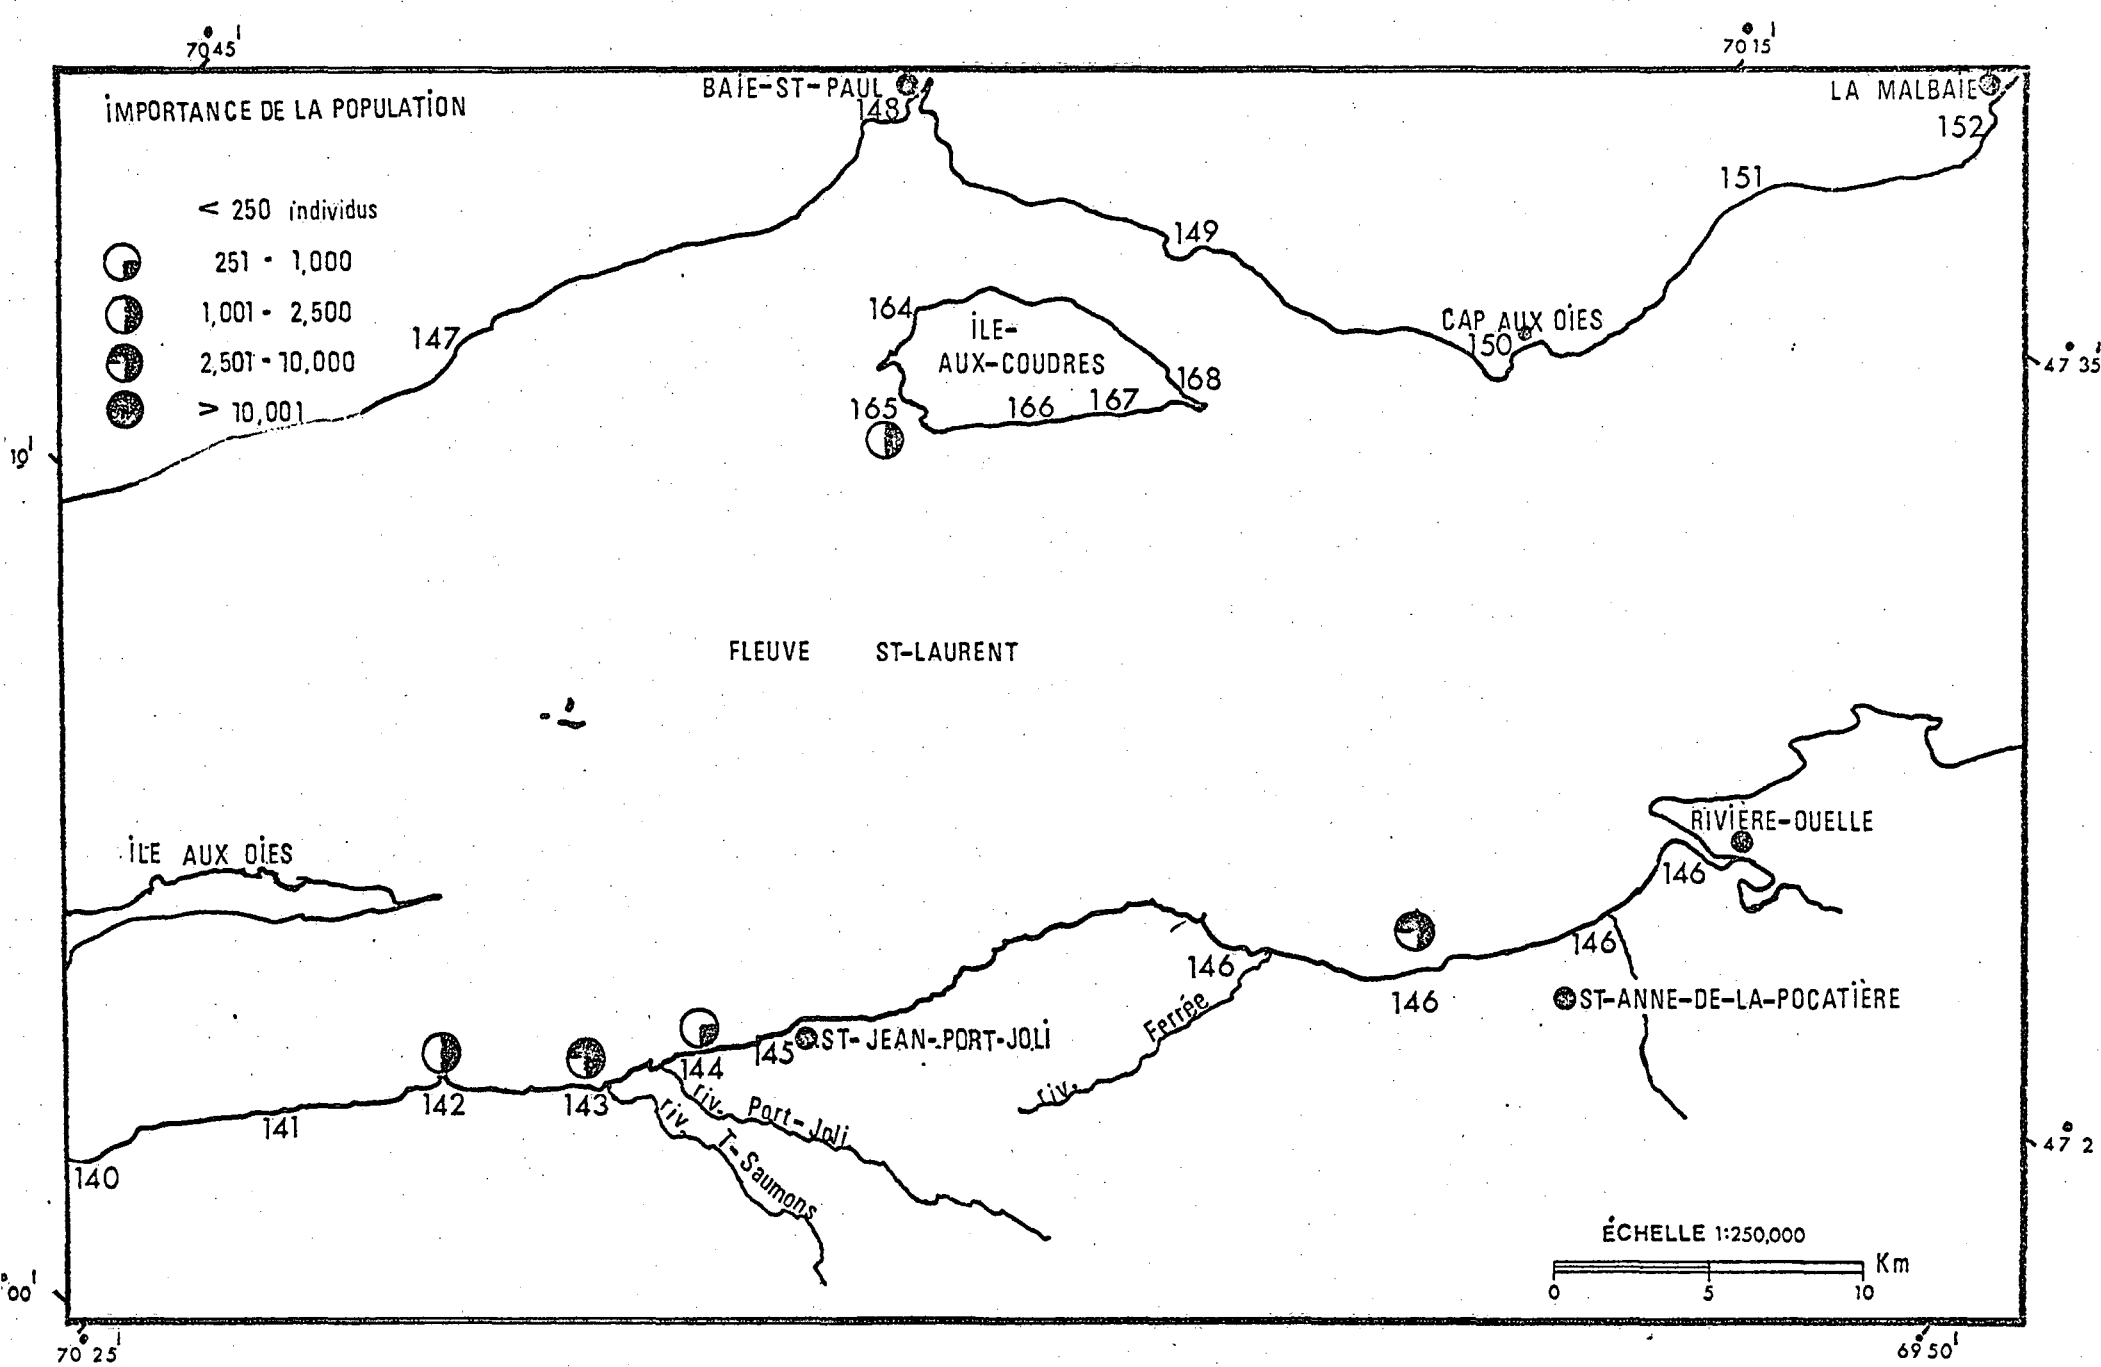 70°45'
70°15'
BAIE-ST-PAUL
LA MALBAIE
IMPORTANCE DE LA POPULATION
148
152
151
< 250 individus
149
251 - 1,000
164
1,001 - 2,500
ÎLE-
AUX-COUDRES
CAP AUX OIES
147
150
47°35'
2,501 - 10,000
168
165
166
167
> 10,001
19'
FLEUVE ST-LAURENT
RIVIÈRE-OUELLE
ÎLE AUX OIES
146
146
146
146
ST-ANNE-DE-LA-POCATIÈRE
riv. Ferrée
145
ST-JEAN-PORT-JOLI
144
142
143
141
riv. Port-Joli
riv. T-Saumons
140
47°2
ÉCHELLE 1:250,000
Km
0 5 10
°00'
70°25'
69°50'